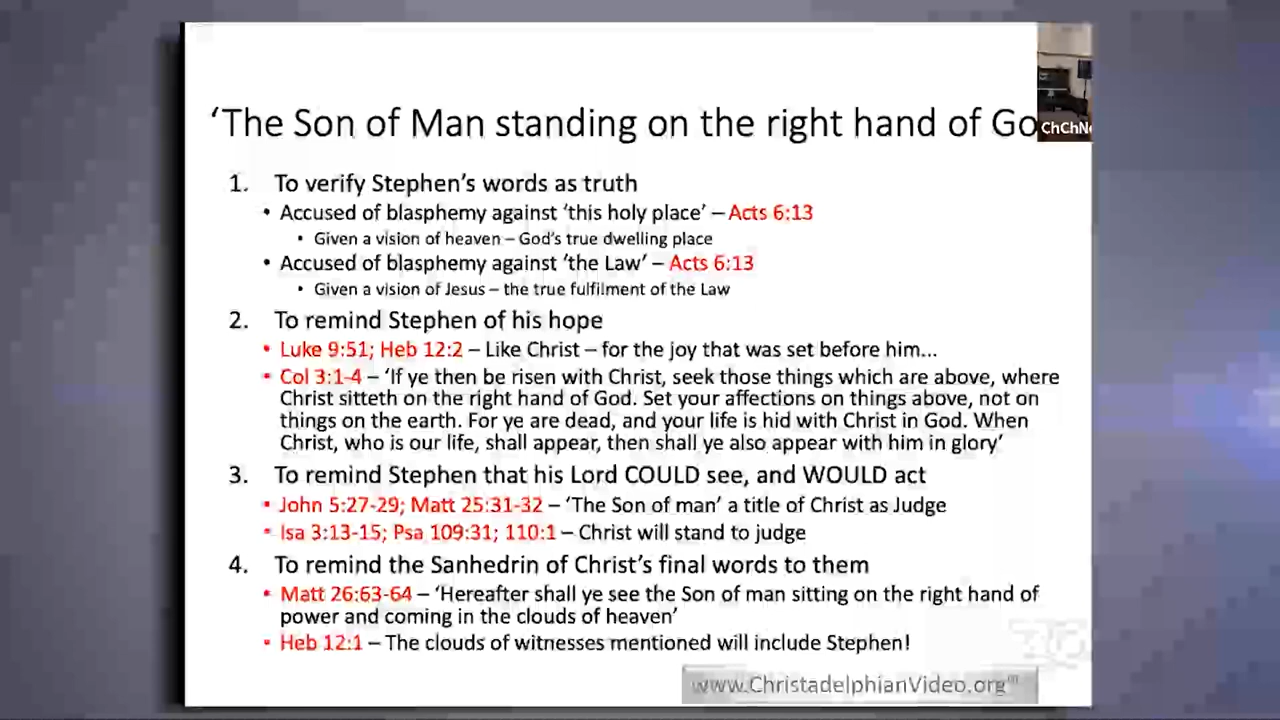 ‘The Son of Man standing on the right hand of Go
ChChNe
1. To verify Stephen's words as truth
• Accused of blasphemy against ‘this holy place’ – Acts 6:13
• Given a vision of heaven – God's true dwelling place
• Accused of blasphemy against ‘the Law’ – Acts 6:13
• Given a vision of Jesus – the true fulfilment of the Law
2. To remind Stephen of his hope
• Luke 9:51; Heb 12:2 – Like Christ – for the joy that was set before him...
• Col 3:1-4 – ‘If ye then be risen with Christ, seek those things which are above, where
Christ sitteth on the right hand of God. Set your affections on things above, not on
things on the earth. For ye are dead, and your life is hid with Christ in God. When
Christ, who is our life, shall appear, then shall ye also appear with him in glory’
3. To remind Stephen that his Lord COULD see, and WOULD act
• John 5:27-29; Matt 25:31-32 – ‘The Son of man’ a title of Christ as Judge
• Isa 3:13-15; Psa 109:31; 110:1 – Christ will stand to judge
4. To remind the Sanhedrin of Christ's final words to them
• Matt 26:63-64 – ‘Hereafter shall ye see the Son of man sitting on the right hand of
power and coming in the clouds of heaven’
• Heb 12:1 – The clouds of witnesses mentioned will include Stephen!
www.ChristadelphianVideo.org